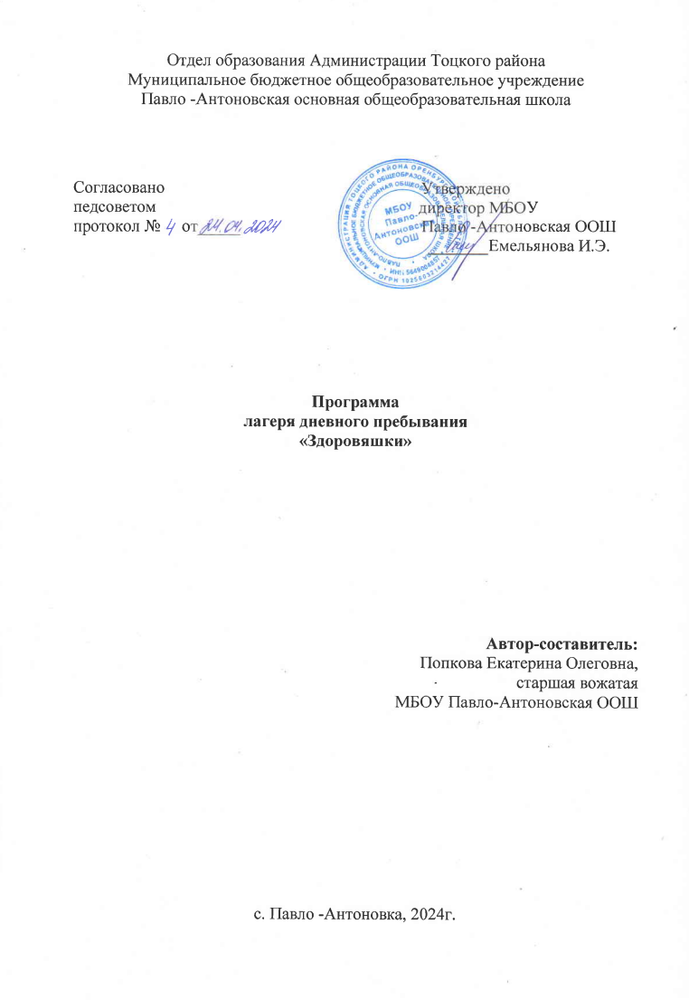 Отдел образования Администрации Тоцкого района
Муниципальное бюджетное общеобразовательное учреждение
Павло -Антоновская основная общеобразовательная школа
Согласовано
педсоветом
протокол № 4 от 24.04.2024
Утверждено
директор МБОУ
Павло -Антоновская ООШ
Емельянова И.Э.
МБОУ
Павло-
Антоновская
ООШ
Программа
лагеря дневного пребывания
«Здоровяшки»
Автор-составитель:
Попкова Екатерина Олеговна,
старшая вожатая
МБОУ Павло-Антоновская ООШ
с. Павло -Антоновка, 2024г.